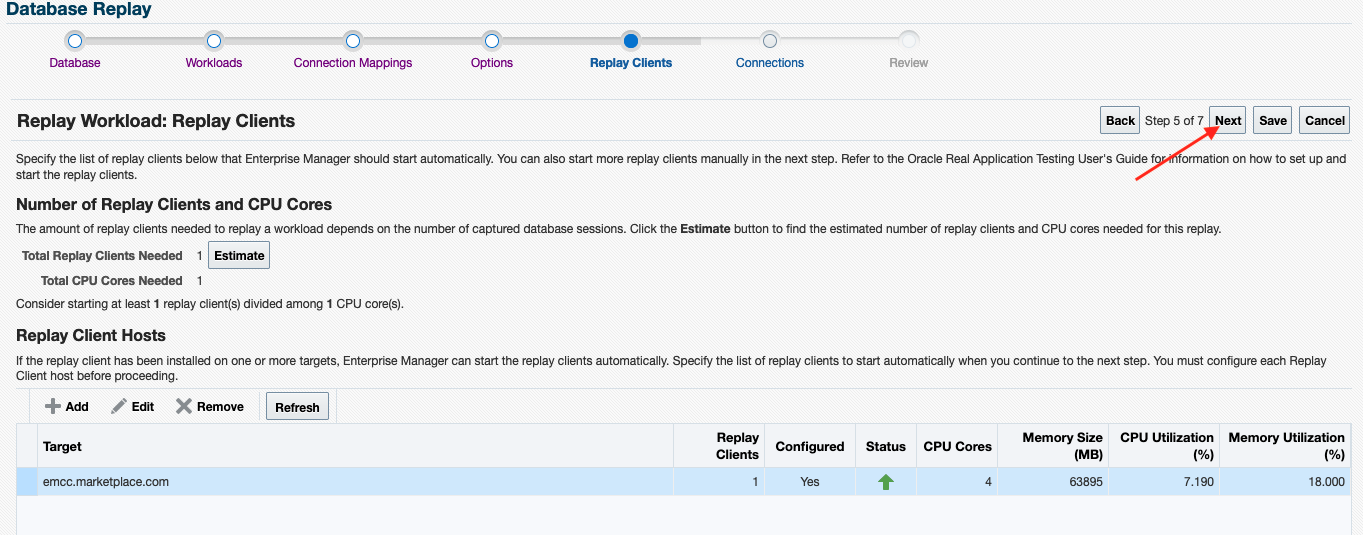 Database Replay
Database Workloads Connection Mappings Options Replay Clients Connections Review
Replay Workload: Replay Clients
Back Step 5 of 7 Next Save Cancel
Specify the list of replay clients below that Enterprise Manager should start automatically. You can also start more replay clients manually in the next step. Refer to the Oracle Real Application Testing User's Guide for information on how to set up and
start the replay clients.
Number of Replay Clients and CPU Cores
The amount of replay clients needed to replay a workload depends on the number of captured database sessions. Click the Estimate button to find the estimated number of replay clients and CPU cores needed for this replay.
Total Replay Clients Needed 1 Estimate
Total CPU Cores Needed 1
Consider starting at least 1 replay client(s) divided among 1 CPU core(s).
Replay Client Hosts
If the replay client has been installed on one or more targets, Enterprise Manager can start the replay clients automatically. Specify the list of replay clients to start automatically when you continue to the next step. You must configure each Replay
Client host before proceeding.
Add Edit Remove Refresh
Target Replay Clients Configured Status CPU Cores Memory Size (MB) CPU Utilization (%) Memory Utilization (%)
emcc.marketplace.com 1 Yes 4 63895 7.190 18.000